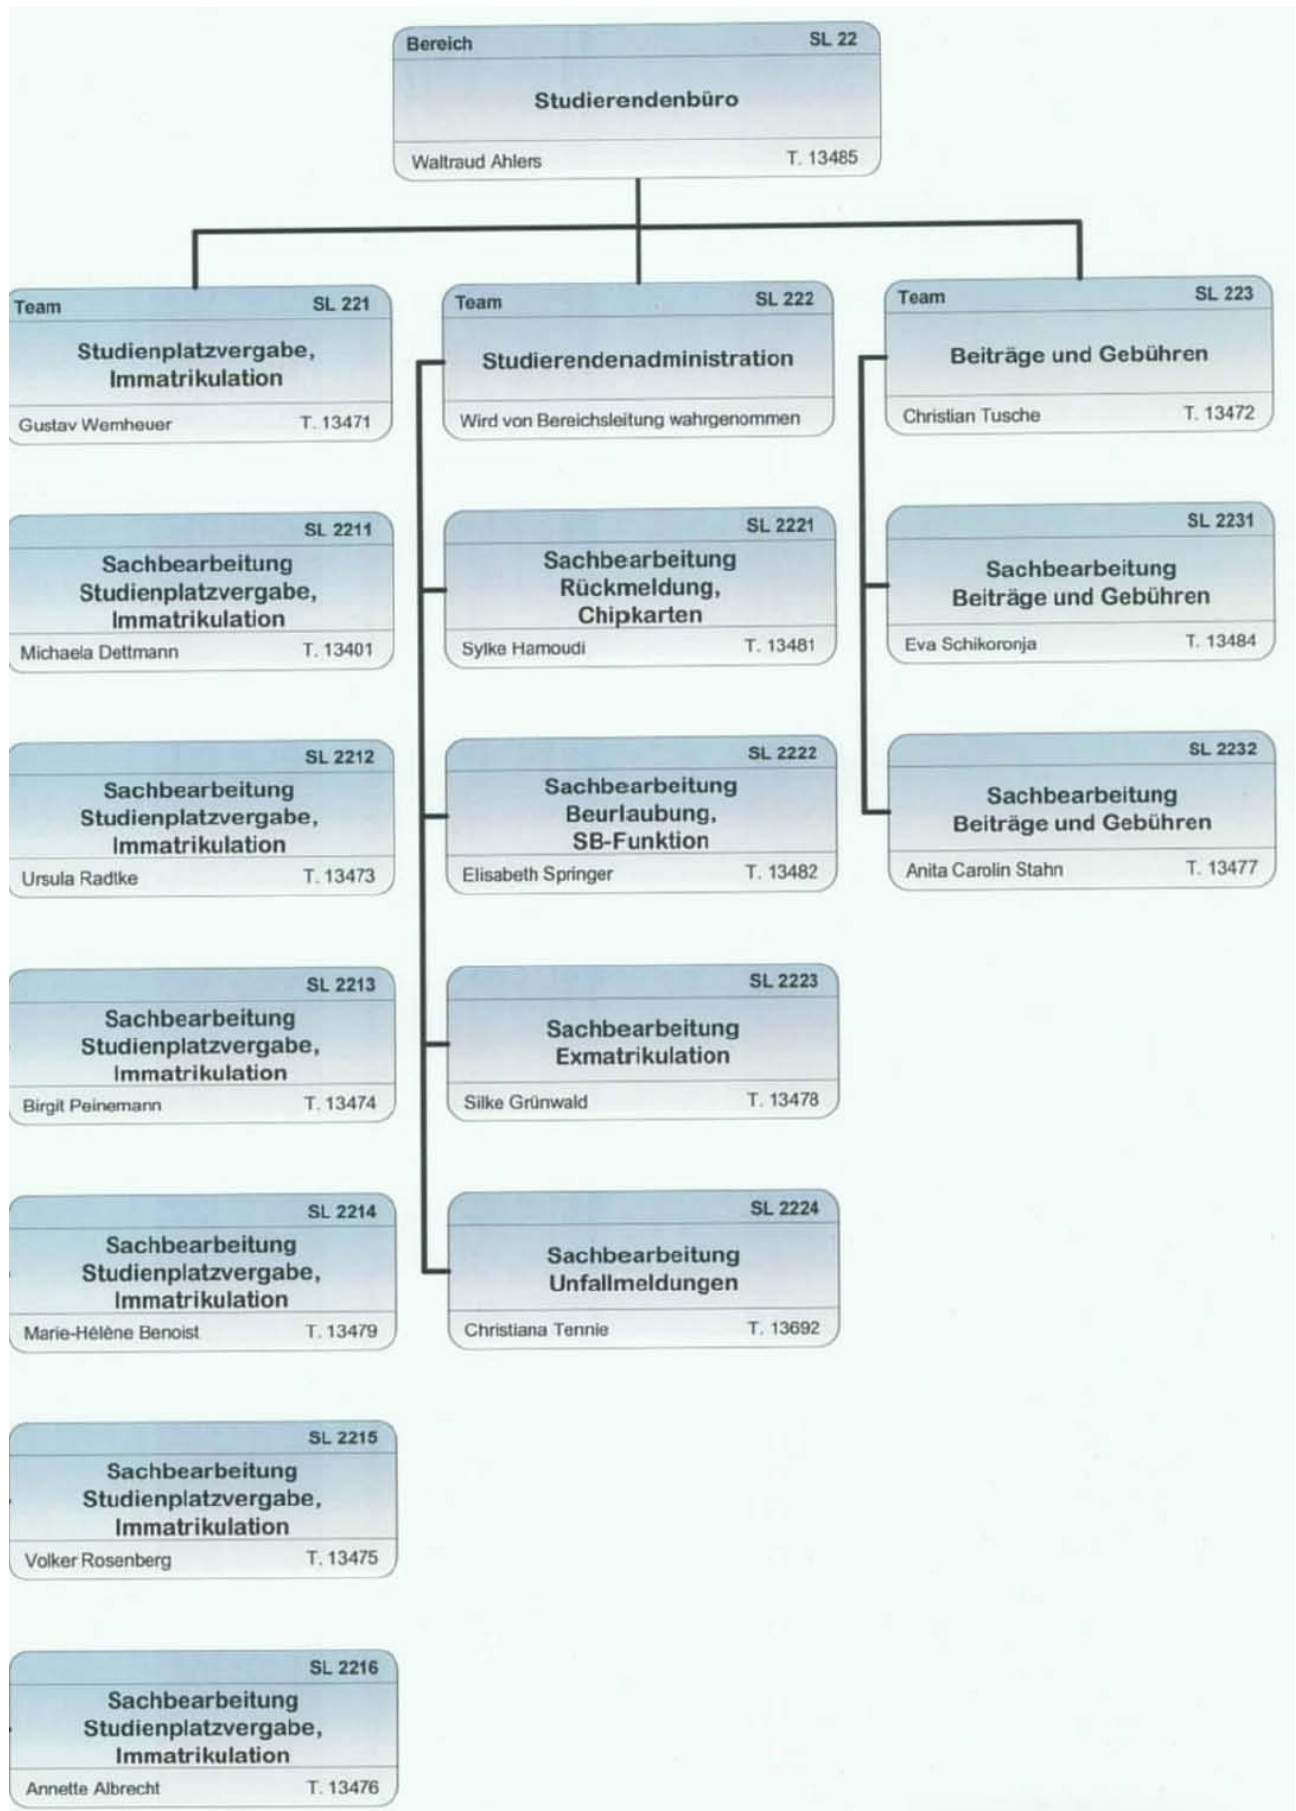 Bereich SL 22
Studierendenbüro
Waltraud Ahlers T. 13485
Team SL 221
Studienplatzvergabe,
Immatrikulation
Gustav Wemheuer T. 13471
SL 2211
Sachbearbeitung
Studienplatzvergabe,
Immatrikulation
Michaela Dettmann T. 13401
SL 2212
Sachbearbeitung
Studienplatzvergabe,
Immatrikulation
Ursula Radtke T. 13473
SL 2213
Sachbearbeitung
Studienplatzvergabe,
Immatrikulation
Birgit Peinemann T. 13474
SL 2214
Sachbearbeitung
Studienplatzvergabe,
Immatrikulation
Marie-Hélène Benoist T. 13479
SL 2215
Sachbearbeitung
Studienplatzvergabe,
Immatrikulation
Volker Rosenberg T. 13475
SL 2216
Sachbearbeitung
Studienplatzvergabe,
Immatrikulation
Annette Albrecht T. 13476
Team SL 222
Studierendenadministration
Wird von Bereichsleitung wahrgenommen
SL 2221
Sachbearbeitung
Rückmeldung,
Chipkarten
Sylke Hamoudi T. 13481
SL 2222
Sachbearbeitung
Beurlaubung,
SB-Funktion
Elisabeth Springer T. 13482
SL 2223
Sachbearbeitung
Exmatrikulation
Silke Grünwald T. 13478
SL 2224
Sachbearbeitung
Unfallmeldungen
Christiana Tennie T. 13692
Team SL 223
Beiträge und Gebühren
Christian Tusche T. 13472
SL 2231
Sachbearbeitung
Beiträge und Gebühren
Eva Schikoronja T. 13484
SL 2232
Sachbearbeitung
Beiträge und Gebühren
Anita Carolin Stahn T. 13477